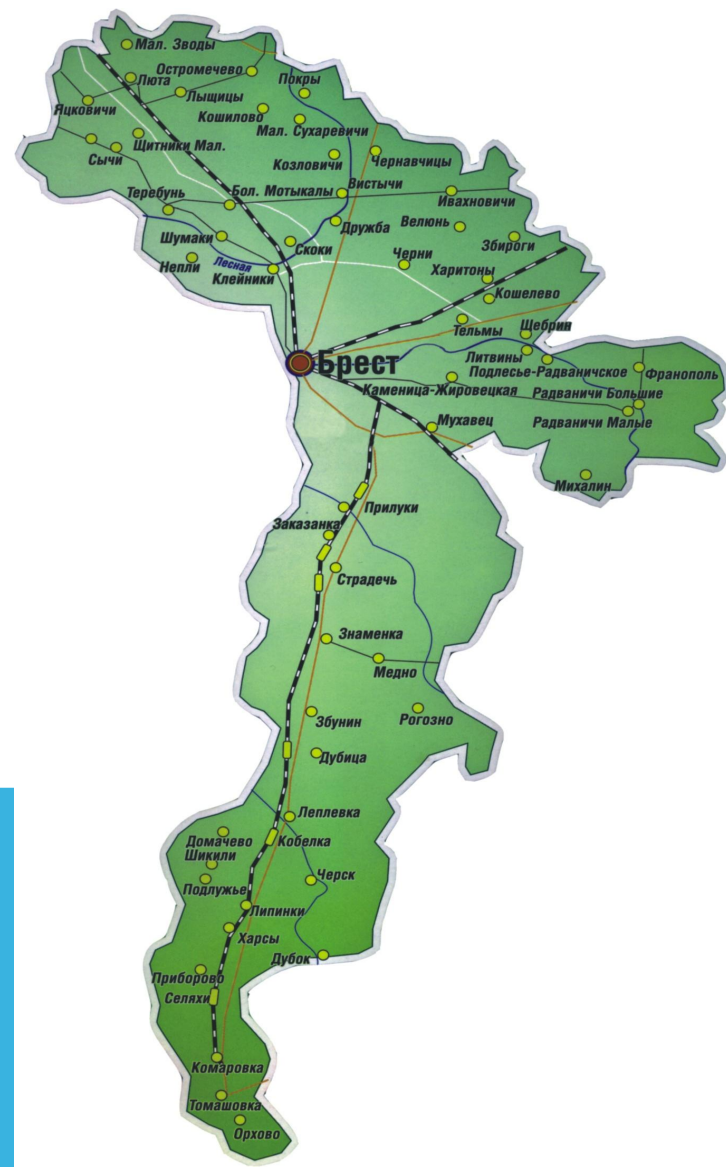 Мал. Зводы
Остромечево
Покры
Люта
Лыщицы
Яцковичи
Кошилово
Мал. Сухаревичи
Щитники Мал.
Сычи
Козловичи
Чернавчицы
Вистычи
Бол. Мотыкалы
Теребунь
Ивахновичи
Дружба
Велюнь
Шумаки
Скоки
Збироги
Непли
Лесная
Клейники
Черни
Харитоны
Кошелево
Тельмы
Щебрин
Брест
Литвины
Подлесье-Радваничское
Франополь
Каменица-Жировецкая
Радваничи Большие
Мухавец
Радваничи Малые
Михалин
Прилуки
Заказанка
Страдечь
Знаменка
Медно
Збунин
Рогозно
Дубица
Леплевка
Домачево
Кобелка
Шикили
Подлужье
Черск
Липинки
Харсы
Дубок
Приборово
Селяхи
Комаровка
Томашовка
Орхово